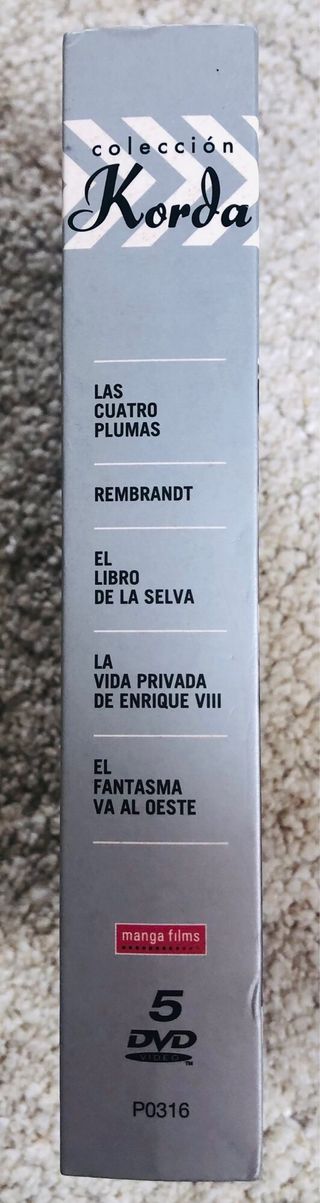 colección
Korda
LAS
CUATRO
PLUMAS
REMBRANDT
EL
LIBRO
DE LA SELVA
LA
VIDA PRIVADA
DE ENRIQUE VIII
EL
FANTASMA
VA AL OESTE
manga films
5
DVD
VIDEO
TM
P0316